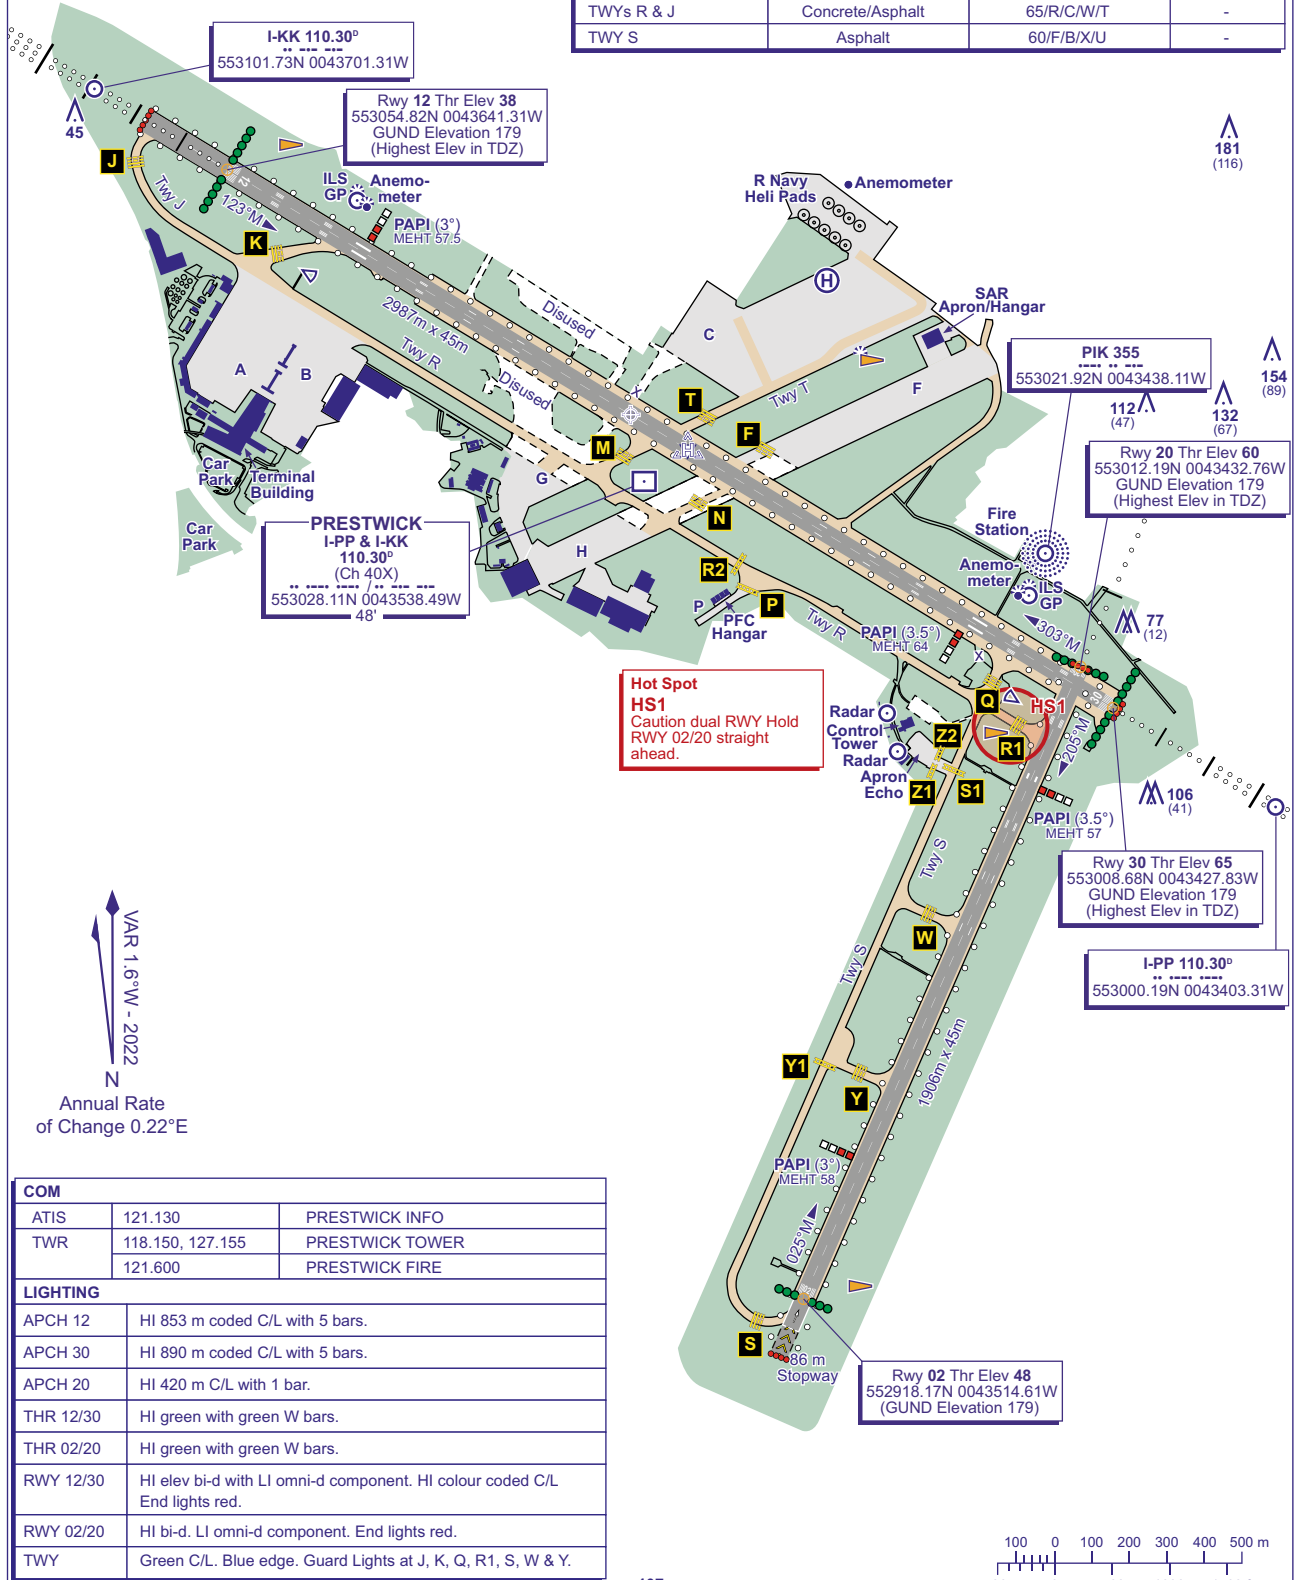 TWYs R & J Concrete/Asphalt 65/R/C/W/T -
TWY S Asphalt 60/F/B/X/U -
I-KK 110.30D
553101.73N 0043701.31W
45
Rwy 12 Thr Elev 38
553054.82N 0043641.31W
GUND Elevation 179
(Highest Elev in TDZ)
181
(116)
J
12
Twy J
123°M
ILS
GP
Anemo-
meter
PAPI (3°)
MEHT 57.5
K
R Navy
Heli Pads
Anemometer
H
SAR
Apron/Hangar
2987m x 45m
Twy R
Disused
Disused
C
X
A
B
F
T
Twy T
F
M
H
PIK 355
553021.92N 0043438.11W
154
(89)
112
(47)
132
(67)
Rwy 20 Thr Elev 60
553012.19N 0043432.76W
GUND Elevation 179
(Highest Elev in TDZ)
Car
Park
Terminal
Building
Car
Park
G
H
N
PRESTWICK
I-PP & I-KK
110.30D
(Ch 40X)
553028.11N 0043538.49W
48'
Fire
Station
Anemo-
meter
ILS
GP
R2
P
P
PFC
Hangar
Twy R
PAPI (3.5°)
MEHT 64
X
303°M
77
(12)
Hot Spot
HS1
Caution dual RWY Hold
RWY 02/20 straight
ahead.
Q
HS1
R1
30
205°M
Radar
Control
Tower
Radar
Apron
Echo
Z2
Z1
S1
106
(41)
PAPI (3.5°)
MEHT 57
Twy S
Rwy 30 Thr Elev 65
553008.68N 0043427.83W
GUND Elevation 179
(Highest Elev in TDZ)
W
Twy S
I-PP 110.30D
553000.19N 0043403.31W
VAR 1.6°W - 2022
N
Annual Rate
of Change 0.22°E
1906m x 45m
Y1
Y
PAPI (3°)
MEHT 58
025°M
S
86 m
Stopway
Rwy 02 Thr Elev 48
552918.17N 0043514.61W
(GUND Elevation 179)
COM
ATIS 121.130 PRESTWICK INFO
TWR 118.150, 127.155 PRESTWICK TOWER
121.600 PRESTWICK FIRE
LIGHTING
APCH 12 HI 853 m coded C/L with 5 bars.
APCH 30 HI 890 m coded C/L with 5 bars.
APCH 20 HI 420 m C/L with 1 bar.
THR 12/30 HI green with green W bars.
THR 02/20 HI green with green W bars.
RWY 12/30 HI elev bi-d with LI omni-d component. HI colour coded C/L
End lights red.
RWY 02/20 HI bi-d. LI omni-d component. End lights red.
TWY Green C/L. Blue edge. Guard Lights at J, K, Q, R1, S, W & Y.
100 0 100 200 300 400 500 m